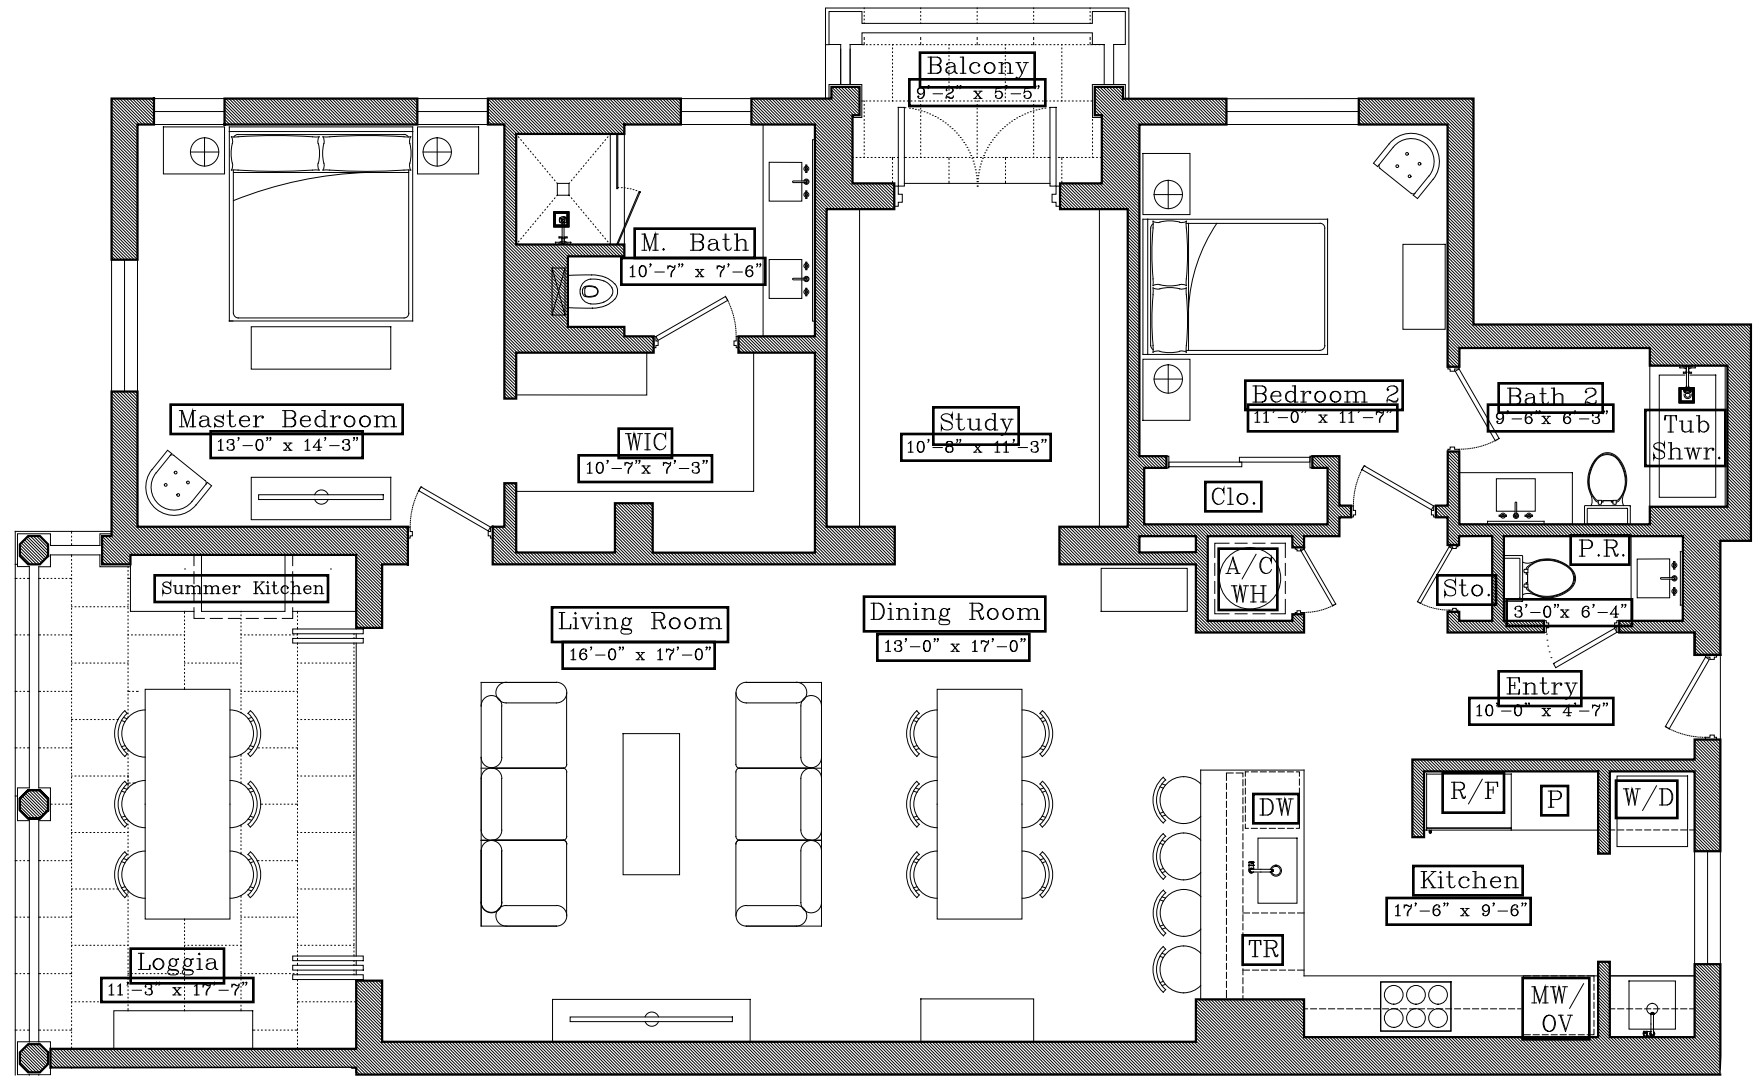 Balcony
9'-2" x 5'-5"
M. Bath
10'-7" x 7'-6"
Master Bedroom
13'-0" x 14'-3"
WIC
10'-7"x 7'-3"
Study
10'-8" x 11'-3"
Bedroom 2
11'-0" x 11'-7"
Bath 2
9'-6"x 6'-3"
Tub
Shwr.
Clo.
A/C
WH
Sto.
P.R.
3'-0"x 6'-4"
Summer Kitchen
Living Room
16'-0" x 17'-0"
Dining Room
13'-0" x 17'-0"
Entry
10'-0" x 4'-7"
R/F
P
W/D
DW
Kitchen
17'-6" x 9'-6"
TR
Loggia
11'-3" x 17'-7"
MW/
OV